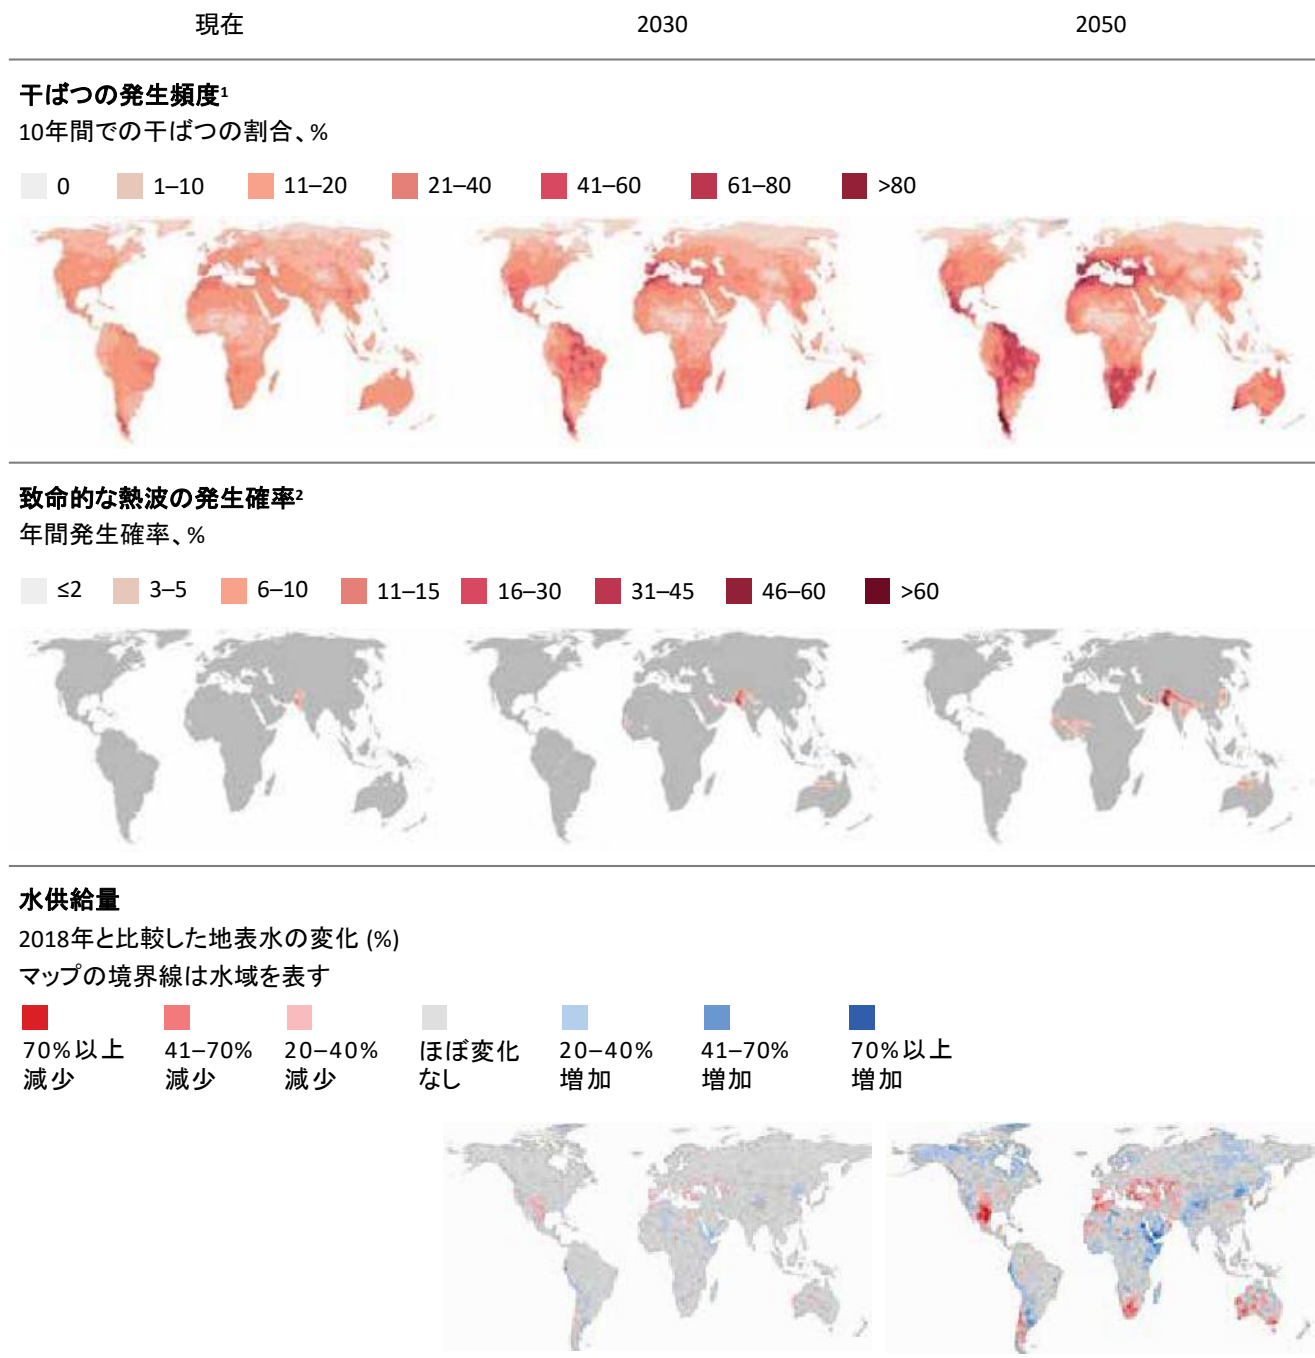 現在 2030 2050
干ばつの発生頻度¹
10年間での干ばつの割合、%
0 1–10 11–20 21–40 41–60 61–80 >80
致命的な熱波の発生確率²
年間発生確率、%
≤2 3–5 6–10 11–15 16–30 31–45 46–60 >60
水供給量
2018年と比較した地表水の変化 (%)
マップの境界線は水域を表す
70%以上 41–70% 20–40% ほぼ変化 20–40% 41–70% 70%以上
減少 減少 減少 なし 増加 増加 増加